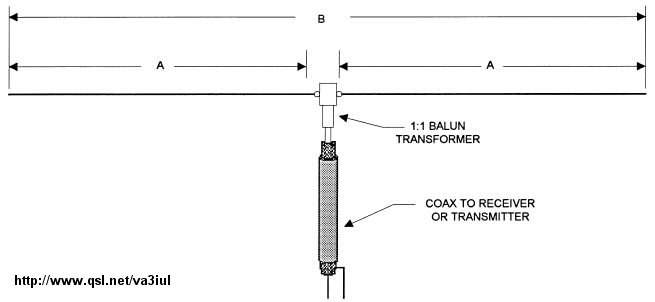 B
A
A
1:1 BALUN
TRANSFORMER
COAX TO RECEIVER
OR TRANSMITTER
http://www.qsl.net/va3iul